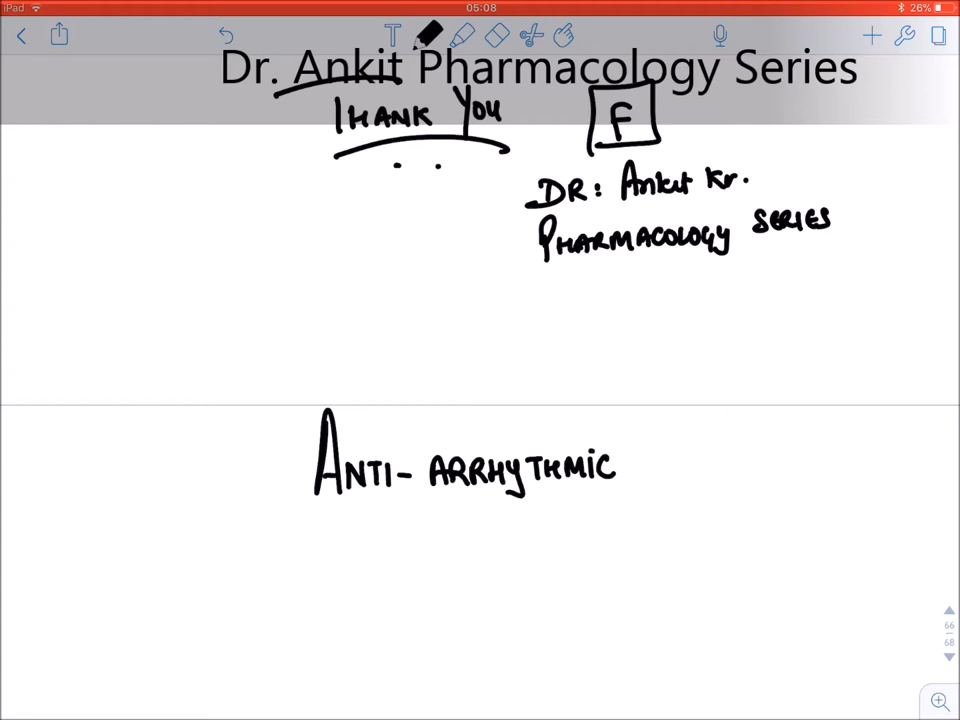 iPad 05:08 26%
T
Dr. Ankit Pharmacology Series
THANK YOU
F
DR: Ankit Kr.
PHARMACOLOGY SERIES
ANTI-ARRHYTHMIC
66
68